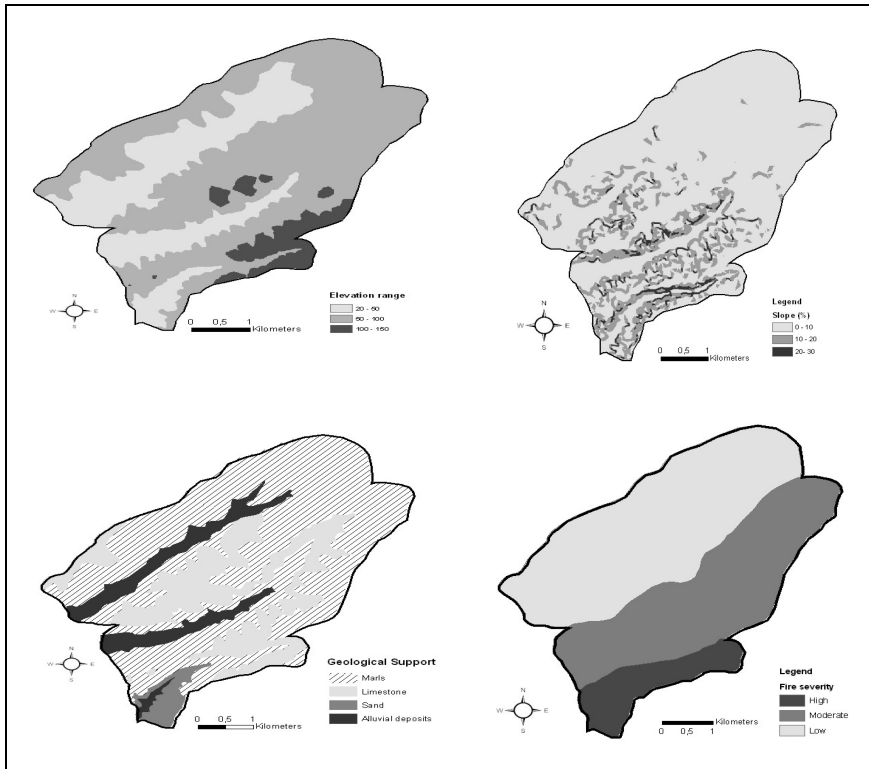 N
W E
S
0 0,5 1
Kilometers
Elevation range
20 - 50
50 - 100
100 - 150
N
W E
S
0 0,5 1
Kilometers
Legend
Slope (%)
0 - 10
10 - 20
20- 30
N
W E
S
0 0.5 1
Kilometers
Geological Support
Marls
Limestone
Sand
Alluvial deposits
N
W E
S
0 0,5 1
Kilometers
Legend
Fire severity
High
Moderate
Low